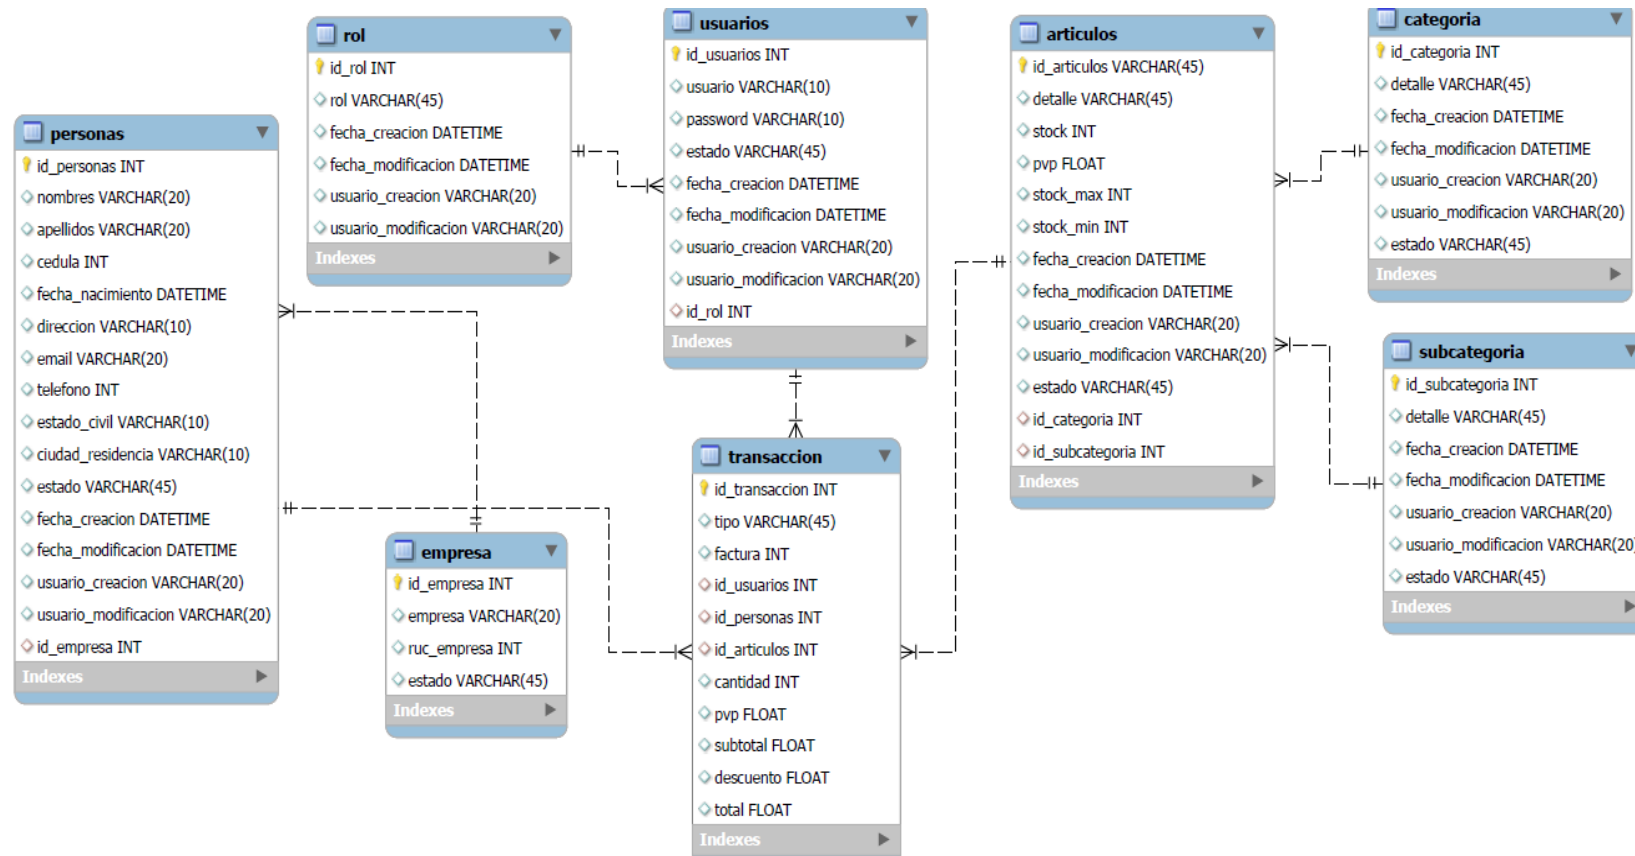 personas
id_personas INT
nombres VARCHAR(20)
apellidos VARCHAR(20)
cedula INT
fecha_nacimiento DATETIME
direccion VARCHAR(10)
email VARCHAR(20)
telefono INT
estado_civil VARCHAR(10)
ciudad_residencia VARCHAR(10)
estado VARCHAR(45)
fecha_creacion DATETIME
fecha_modificacion DATETIME
usuario_creacion VARCHAR(20)
usuario_modificacion VARCHAR(20)
id_empresa INT
Indexes
rol
id_rol INT
rol VARCHAR(45)
fecha_creacion DATETIME
fecha_modificacion DATETIME
usuario_creacion VARCHAR(20)
usuario_modificacion VARCHAR(20)
Indexes
empresa
id_empresa INT
empresa VARCHAR(20)
ruc_empresa INT
estado VARCHAR(45)
Indexes
usuarios
id_usuarios INT
usuario VARCHAR(10)
password VARCHAR(10)
estado VARCHAR(45)
fecha_creacion DATETIME
fecha_modificacion DATETIME
usuario_creacion VARCHAR(20)
usuario_modificacion VARCHAR(20)
id_rol INT
Indexes
transaccion
id_transaccion INT
tipo VARCHAR(45)
factura INT
id_usuarios INT
id_personas INT
id_articulos INT
cantidad INT
pvp FLOAT
subtotal FLOAT
descuento FLOAT
total FLOAT
Indexes
articulos
id_articulos VARCHAR(45)
detalle VARCHAR(45)
stock INT
pvp FLOAT
stock_max INT
stock_min INT
fecha_creacion DATETIME
fecha_modificacion DATETIME
usuario_creacion VARCHAR(20)
usuario_modificacion VARCHAR(20)
estado VARCHAR(45)
id_categoria INT
id_subcategoria INT
Indexes
categoria
id_categoria INT
detalle VARCHAR(45)
fecha_creacion DATETIME
fecha_modificacion DATETIME
usuario_creacion VARCHAR(20)
usuario_modificacion VARCHAR(20)
estado VARCHAR(45)
Indexes
subcategoria
id_subcategoria INT
detalle VARCHAR(45)
fecha_creacion DATETIME
fecha_modificacion DATETIME
usuario_creacion VARCHAR(20)
usuario_modificacion VARCHAR(20)
estado VARCHAR(45)
Indexes